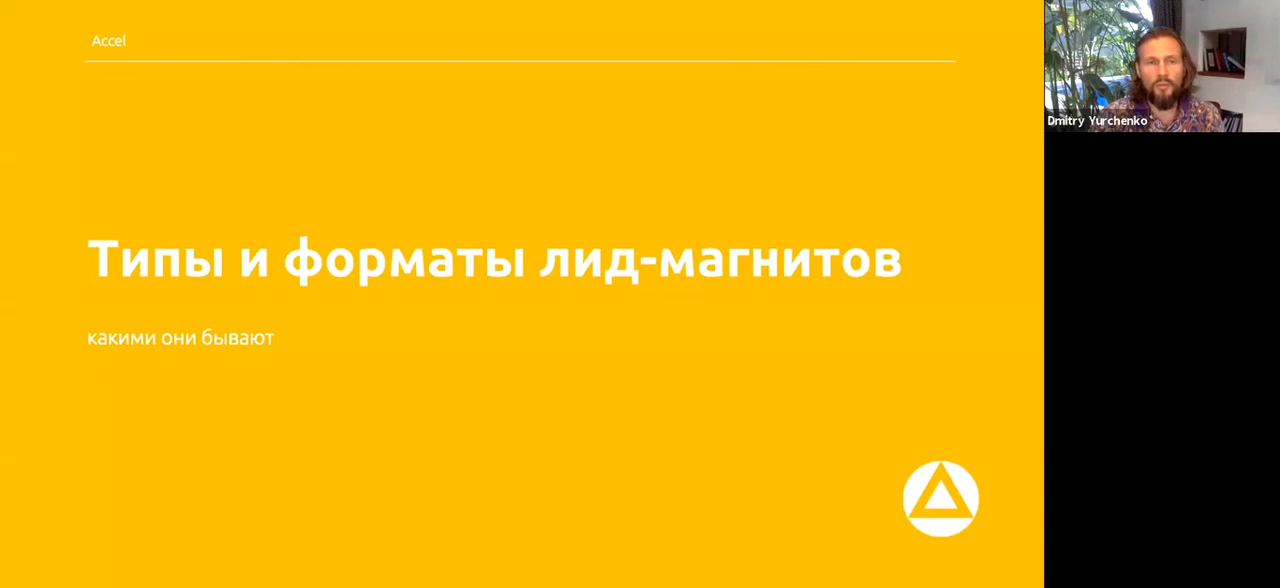 Accel
Типы и форматы лид-магнитов
какими они бывают
Dmitry Yurchenko